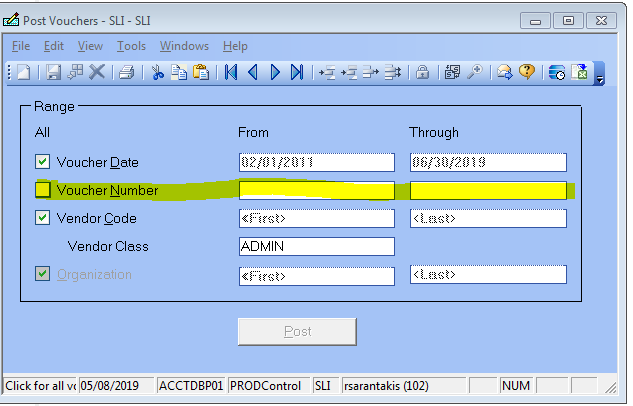 Post Vouchers - SLI - SLI
File Edit View Tools Windows Help
Range
All From Through
Voucher Date 02/01/2011 06/30/2019
Voucher Number
Vendor Code <First> <Last>
Vendor Class ADMIN
Organization <First> <Last>
Post
Click for all 05/08/2019 ACCTDBP01 PRODControl SLI rsarantakis (102) NUM